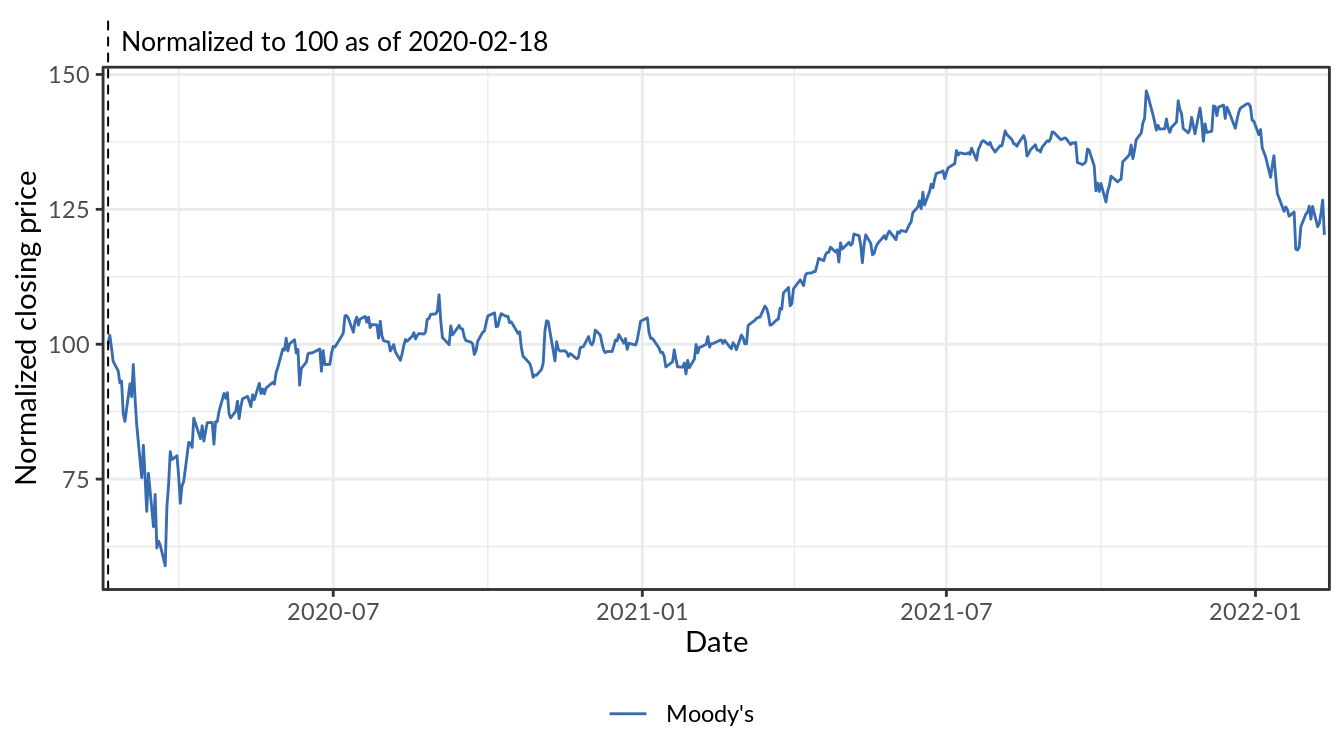 Normalized to 100 as of 2020-02-18
Normalized closing price
150
125
100
75
2020-07
2021-01
2021-07
2022-01
Date
Moody's